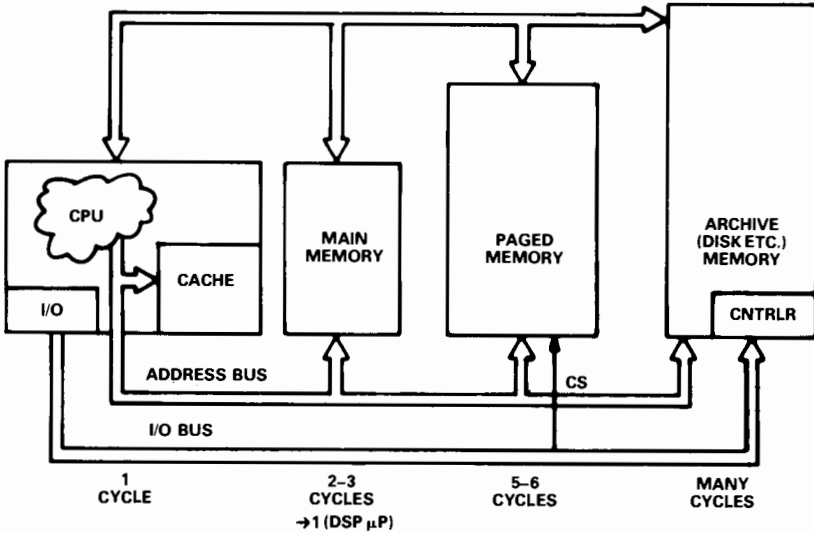 CPU
CACHE
I/O
MAIN
MEMORY
PAGED
MEMORY
ARCHIVE
(DISK ETC.)
MEMORY
CNTRLR
ADDRESS BUS
CS
I/O BUS
1
CYCLE
2–3
CYCLES
→1 (DSP μP)
5–6
CYCLES
MANY
CYCLES